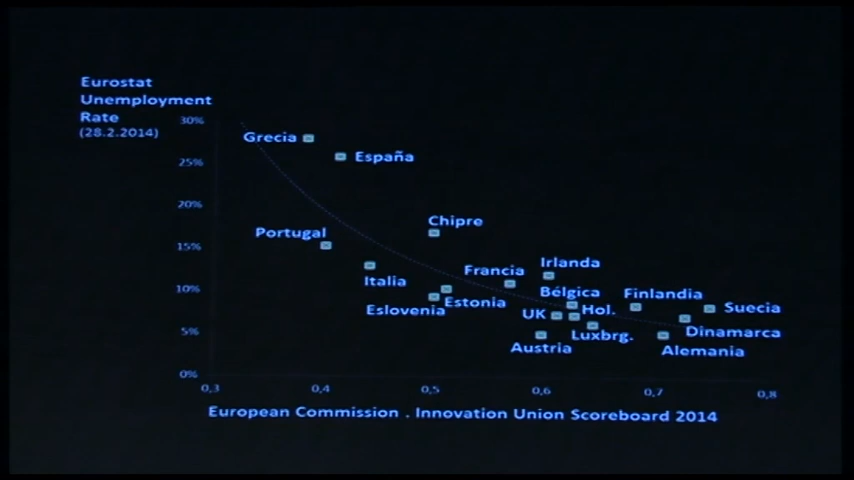 Eurostat
Unemployment
Rate
(28.2.2014)
30%
25%
20%
15%
10%
5%
0%
Grecia
España
Chipre
Portugal
Italia
Francia
Irlanda
Eslovenia
Estonia
Bélgica
Finlandia
UK
Hol.
Suecia
Luxbrg.
Dinamarca
Austria
Alemania
0,3
0,4
0,5
0,6
0,7
0,8
European Commission . Innovation Union Scoreboard 2014